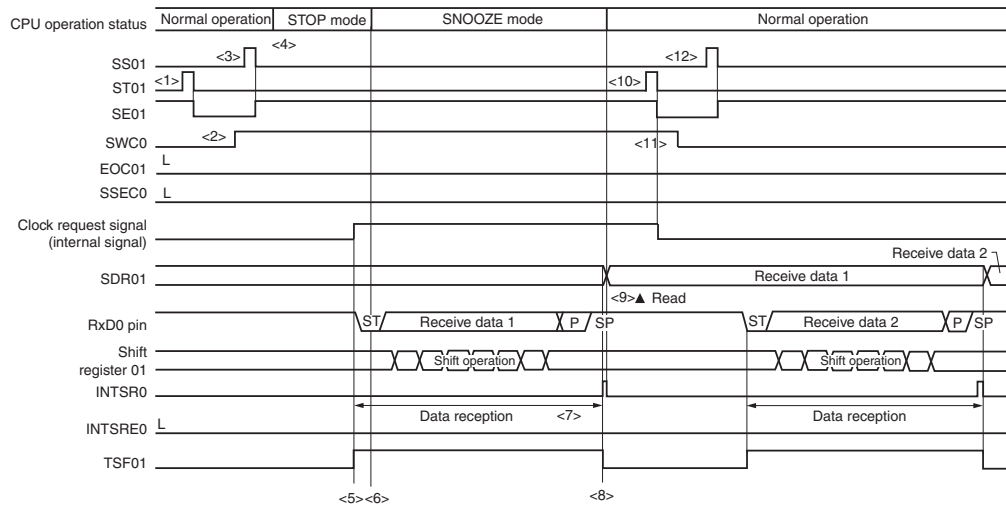 CPU operation status Normal operation STOP mode SNOOZE mode Normal operation
<4>
SS01 <3> <12>
ST01 <1> <10>
SE01
SWC0 <2> <11>
EOC01 L
SSEC0 L
Clock request signal
(internal signal)
Receive data 2
SDR01 Receive data 1
<9>▲ Read
RxD0 pin ST Receive data 1 P SP ST Receive data 2 P SP
Shift
register 01 Shift operation Shift operation
INTSR0
Data reception <7> Data reception
INTSRE0 L
TSF01
<5><6> <8>